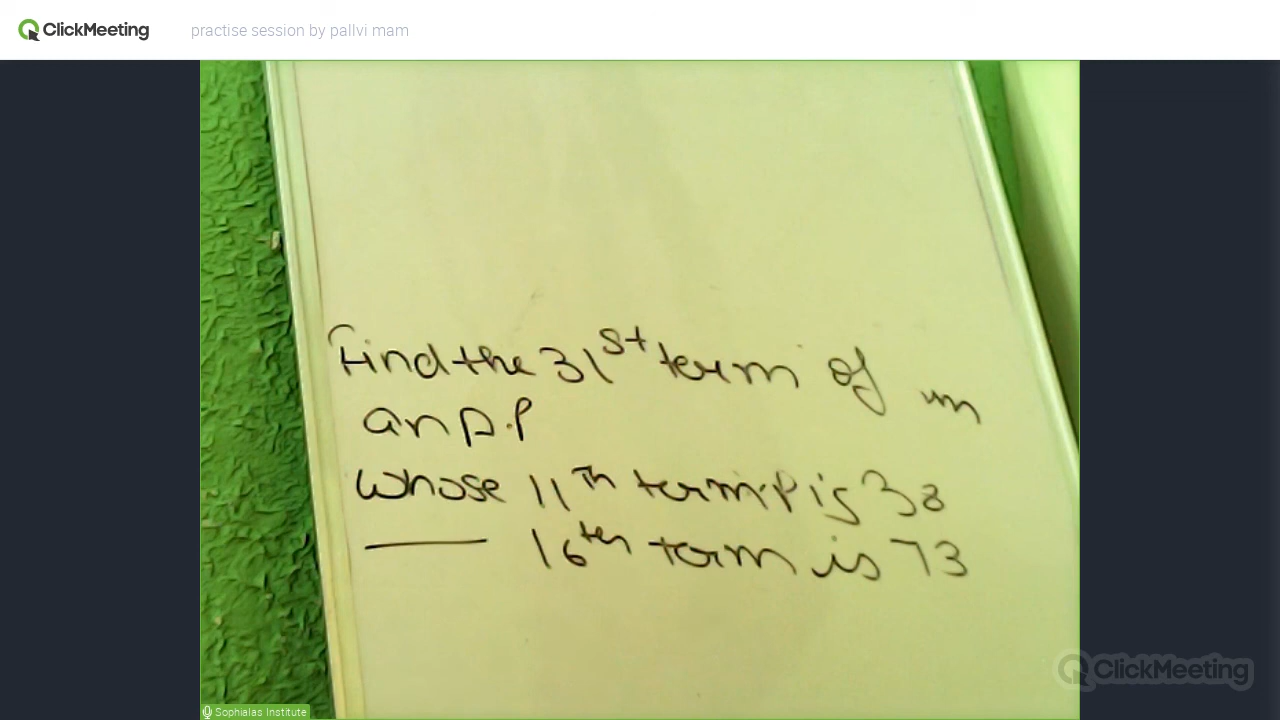 ClickMeeting practise session by pallvi mam
Find the 31st term of
an A.P
Whose 11th term is 38
16th term is 73
Sophialas Institute
ClickMeeting